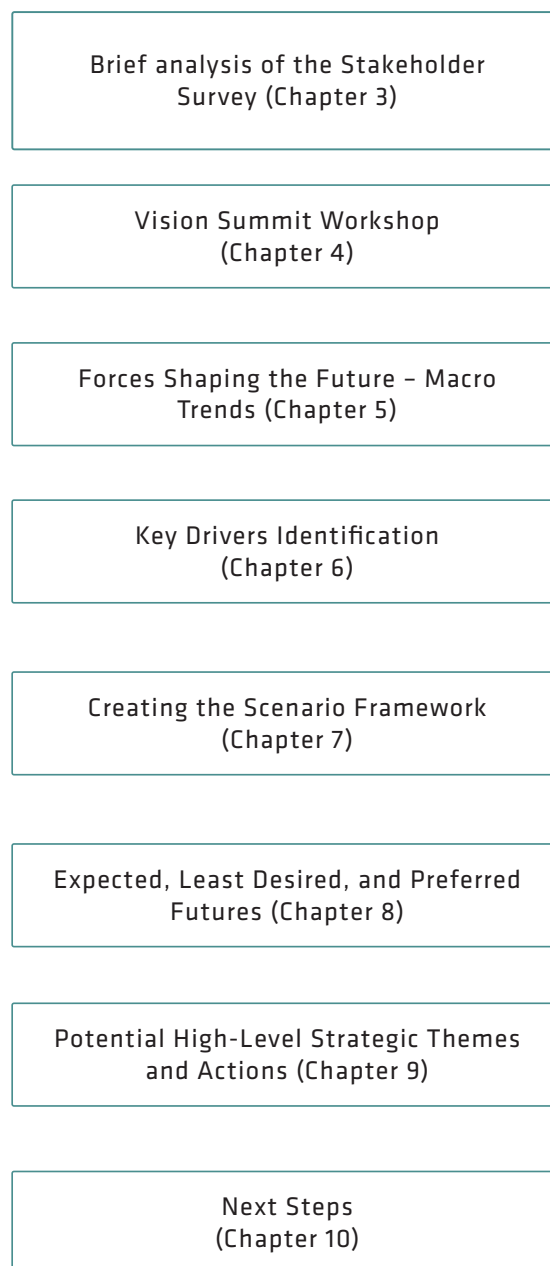 Brief analysis of the Stakeholder
Survey (Chapter 3)
Vision Summit Workshop
(Chapter 4)
Forces Shaping the Future – Macro
Trends (Chapter 5)
Key Drivers Identification
(Chapter 6)
Creating the Scenario Framework
(Chapter 7)
Expected, Least Desired, and Preferred
Futures (Chapter 8)
Potential High-Level Strategic Themes
and Actions (Chapter 9)
Next Steps
(Chapter 10)